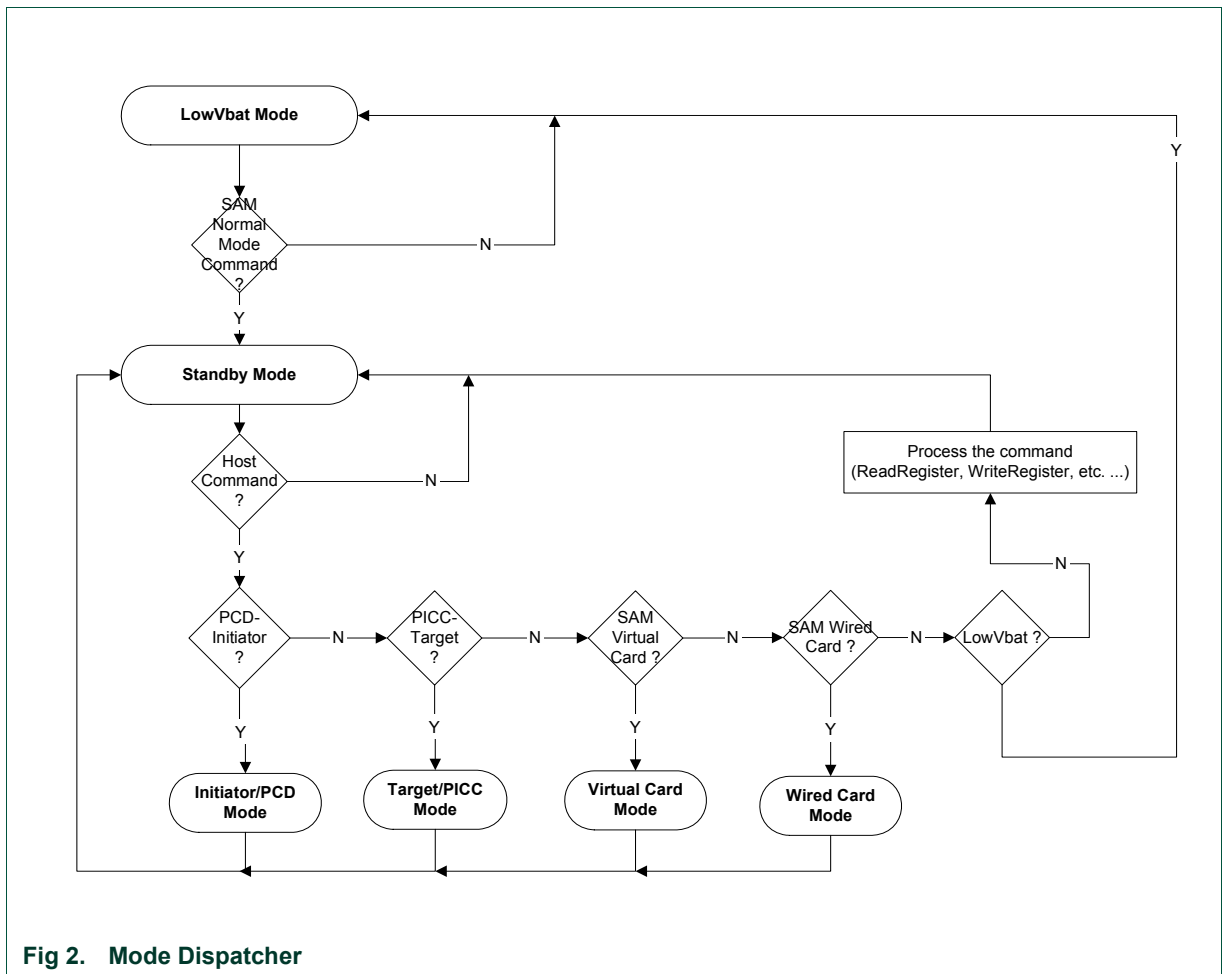 LowVbat Mode
Y
SAM
Normal
Mode
Command
?
N
Y
Standby Mode
Process the command
(ReadRegister, WriteRegister, etc. ...)
Host
Command
?
N
Y
N
PCD-
Initiator
?
N
PICC-
Target
?
N
SAM
Virtual
Card ?
N
SAM Wired
Card ?
N
LowVbat ?
Y
Y
Y
Y
Initiator/PCD
Mode
Target/PICC
Mode
Virtual Card
Mode
Wired Card
Mode
Fig 2. Mode Dispatcher